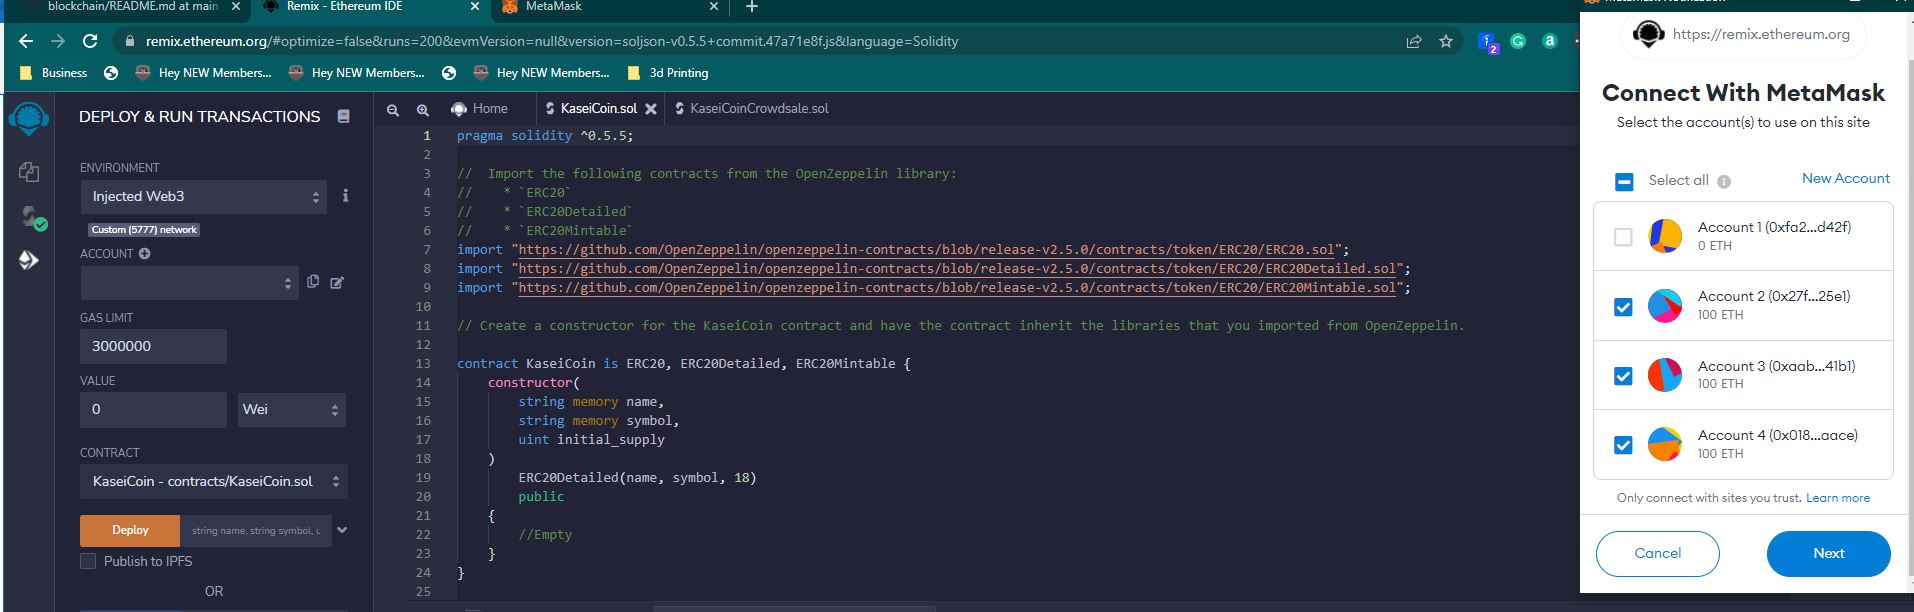 blockchain/README.md at main
Remix - Ethereum IDE
MetaMask
remix.ethereum.org/#optimize=false&runs=200&evmVersion=null&version=soljson-v0.5.5+commit.47a71e8f.js&language=Solidity
2
Business
Hey NEW Members...
Hey NEW Members...
Hey NEW Members...
3d Printing
DEPLOY & RUN TRANSACTIONS
ENVIRONMENT
Injected Web3
Custom (5777) network
ACCOUNT
GAS LIMIT
3000000
VALUE
0
Wei
CONTRACT
KaseiCoin - contracts/KaseiCoin.sol
Deploy
string name, string symbol, u
Publish to IPFS
OR
Home
KaseiCoin.sol
KaseiCoinCrowdsale.sol
1 pragma solidity ^0.5.5;
2
3 //  Import the following contracts from the OpenZeppelin library:
4 //    * `ERC20`
5 //    * `ERC20Detailed`
6 //    * `ERC20Mintable`
7 import "https://github.com/OpenZeppelin/openzeppelin-contracts/blob/release-v2.5.0/contracts/token/ERC20/ERC20.sol";
8 import "https://github.com/OpenZeppelin/openzeppelin-contracts/blob/release-v2.5.0/contracts/token/ERC20/ERC20Detailed.sol";
9 import "https://github.com/OpenZeppelin/openzeppelin-contracts/blob/release-v2.5.0/contracts/token/ERC20/ERC20Mintable.sol";
10
11 // Create a constructor for the KaseiCoin contract and have the contract inherit the libraries that you imported from OpenZeppelin.
12
13 contract KaseiCoin is ERC20, ERC20Detailed, ERC20Mintable {
14     constructor(
15         string memory name,
16         string memory symbol,
17         uint initial_supply
18     )
19         ERC20Detailed(name, symbol, 18)
20         public
21     {
22         //Empty
23     }
24 }
25
MetaMask Notification
https://remix.ethereum.org
Connect With MetaMask
Select the account(s) to use on this site
Select all
New Account
Account 1 (0xfa2...d42f)
0 ETH
Account 2 (0x27f...25e1)
100 ETH
Account 3 (0xaab...41b1)
100 ETH
Account 4 (0x018...aace)
100 ETH
Only connect with sites you trust. Learn more
Cancel
Next